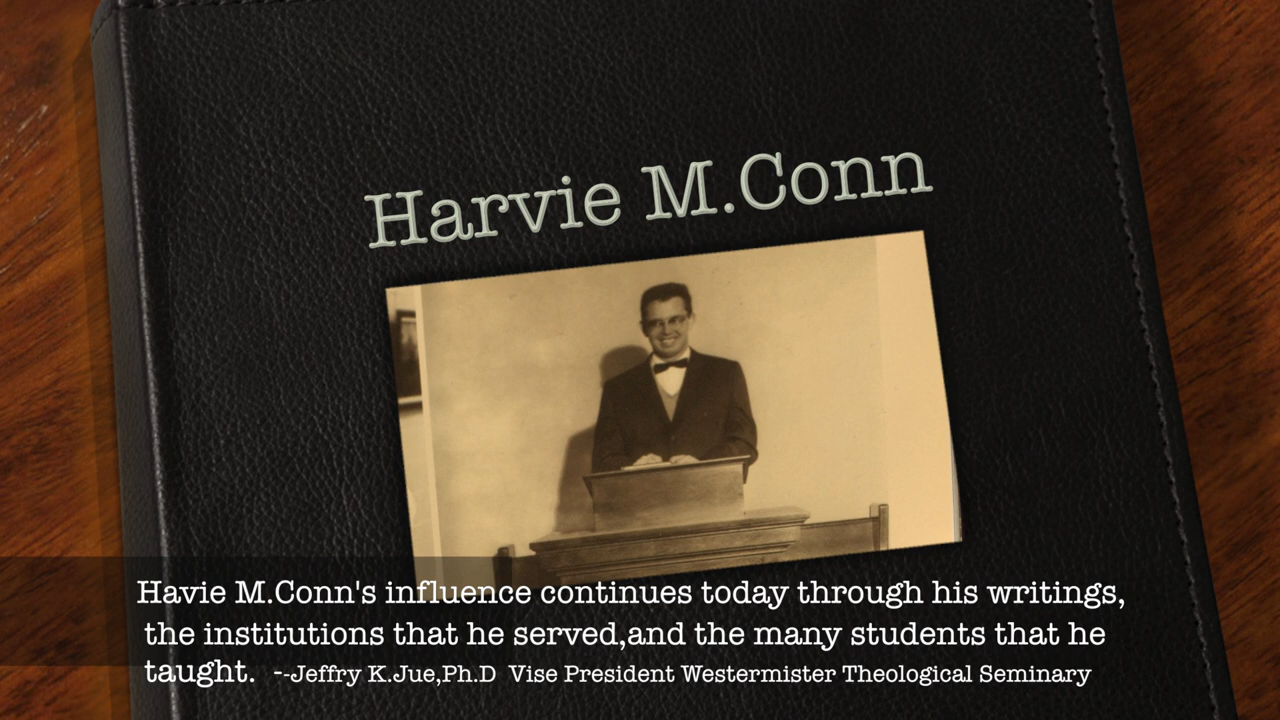 Harvie M.Conn
Havie M.Conn's influence continues today through his writings,
the institutions that he served,and the many students that he
taught. --Jeffry K.Jue,Ph.D Vise President Westermister Theological Seminary